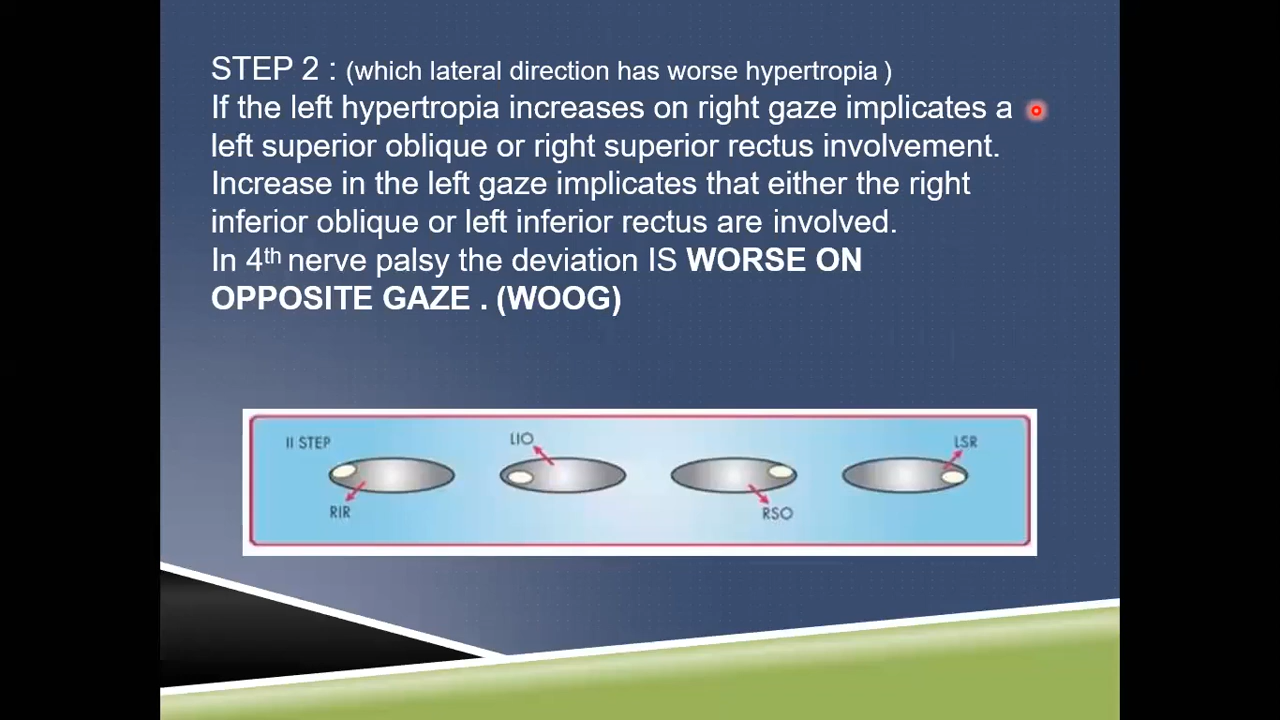 STEP 2 : (which lateral direction has worse hypertropia )
If the left hypertropia increases on right gaze implicates a
left superior oblique or right superior rectus involvement.
Increase in the left gaze implicates that either the right
inferior oblique or left inferior rectus are involved.
In 4th nerve palsy the deviation IS WORSE ON
OPPOSITE GAZE . (WOOG)
II STEP
LIO
LSR
RIR
RSO